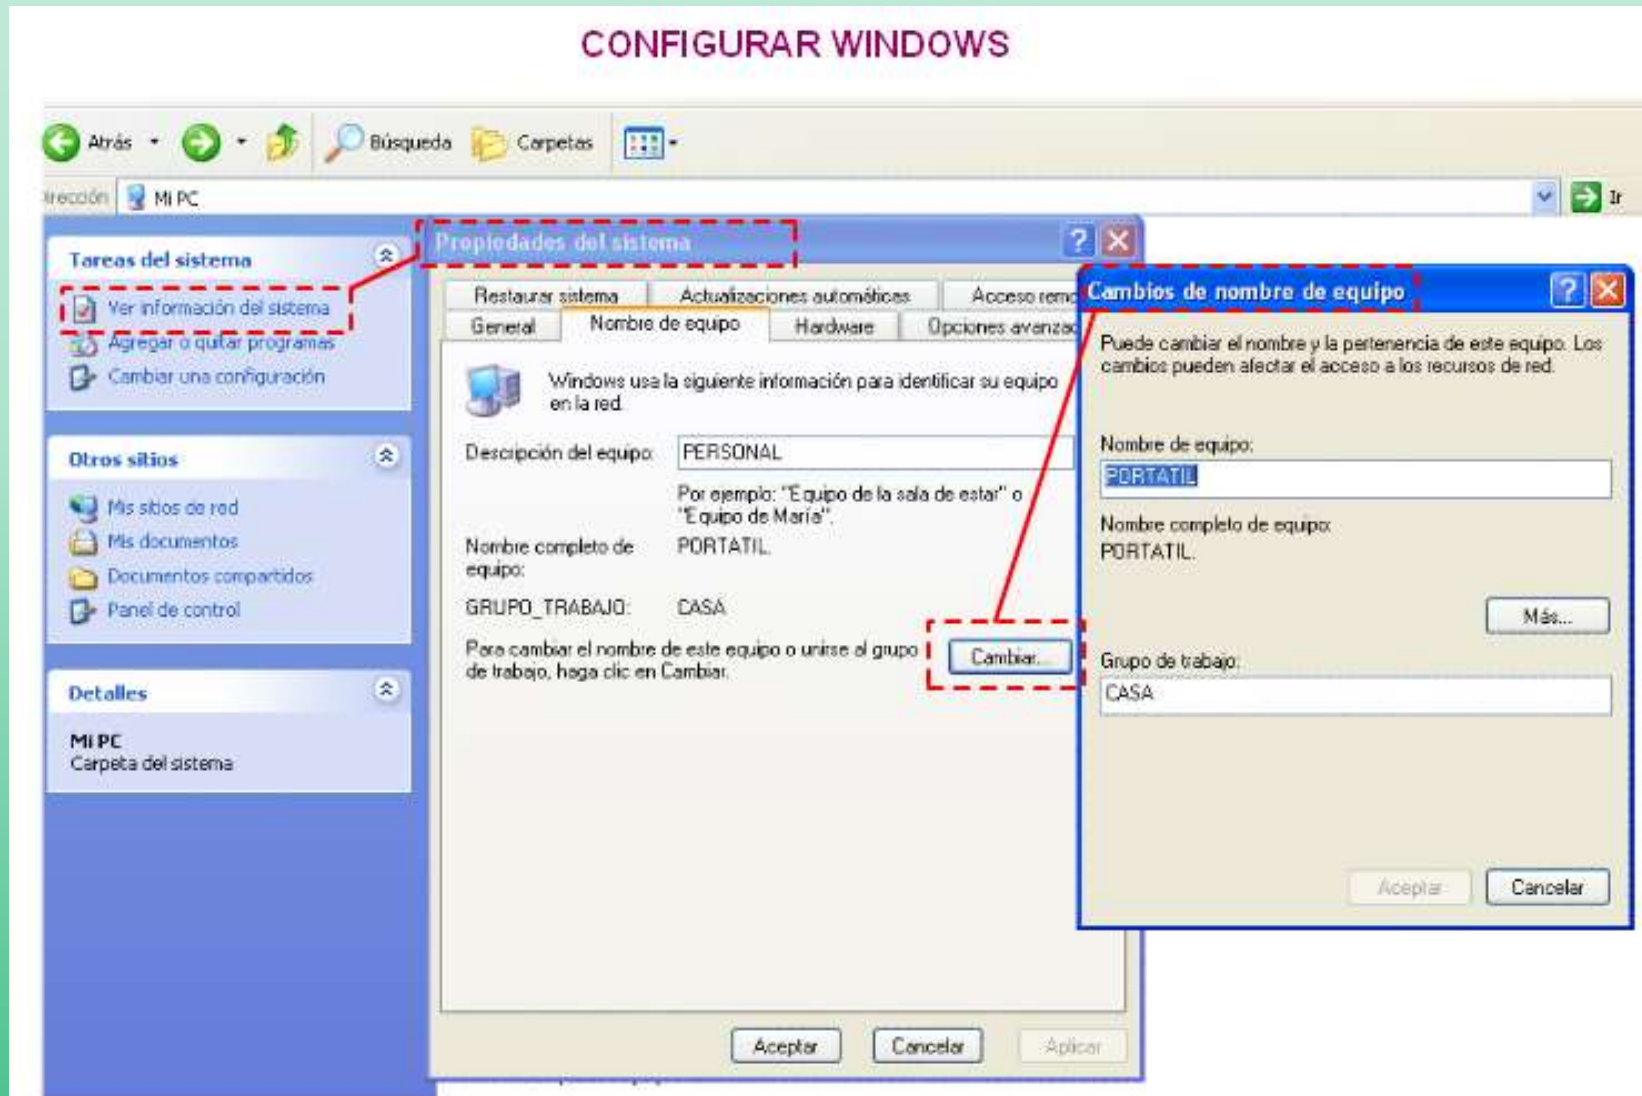 CONFIGURAR WINDOWS
Atrás
Búsqueda
Carpetas
irección
Mi PC
Ir
Tareas del sistema
Ver información del sistema
Agregar o quitar programas
Cambiar una configuración
Otros sitios
Mis sitios de red
Mis documentos
Documentos compartidos
Panel de control
Detalles
Mi PC
Carpeta del sistema
Propiedades del sistema
Restaurar sistema
Actualizaciones automáticas
Acceso remo
General
Nombre de equipo
Hardware
Opciones avanzad
Windows usa la siguiente información para identificar su equipo
en la red.
Descripción del equipo:
PERSONAL
Por ejemplo: "Equipo de la sala de estar" o
"Equipo de María".
Nombre completo de
equipo:
PORTATIL.
GRUPO_TRABAJO:
CASA
Para cambiar el nombre de este equipo o unirse al grupo
de trabajo, haga clic en Cambiar.
Cambiar...
Aceptar
Cancelar
Aplicar
Cambios de nombre de equipo
Puede cambiar el nombre y la pertenencia de este equipo. Los
cambios pueden afectar el acceso a los recursos de red.
Nombre de equipo:
PORTATIL
Nombre completo de equipo:
PORTATIL.
Más...
Grupo de trabajo:
CASA
Aceptar
Cancelar